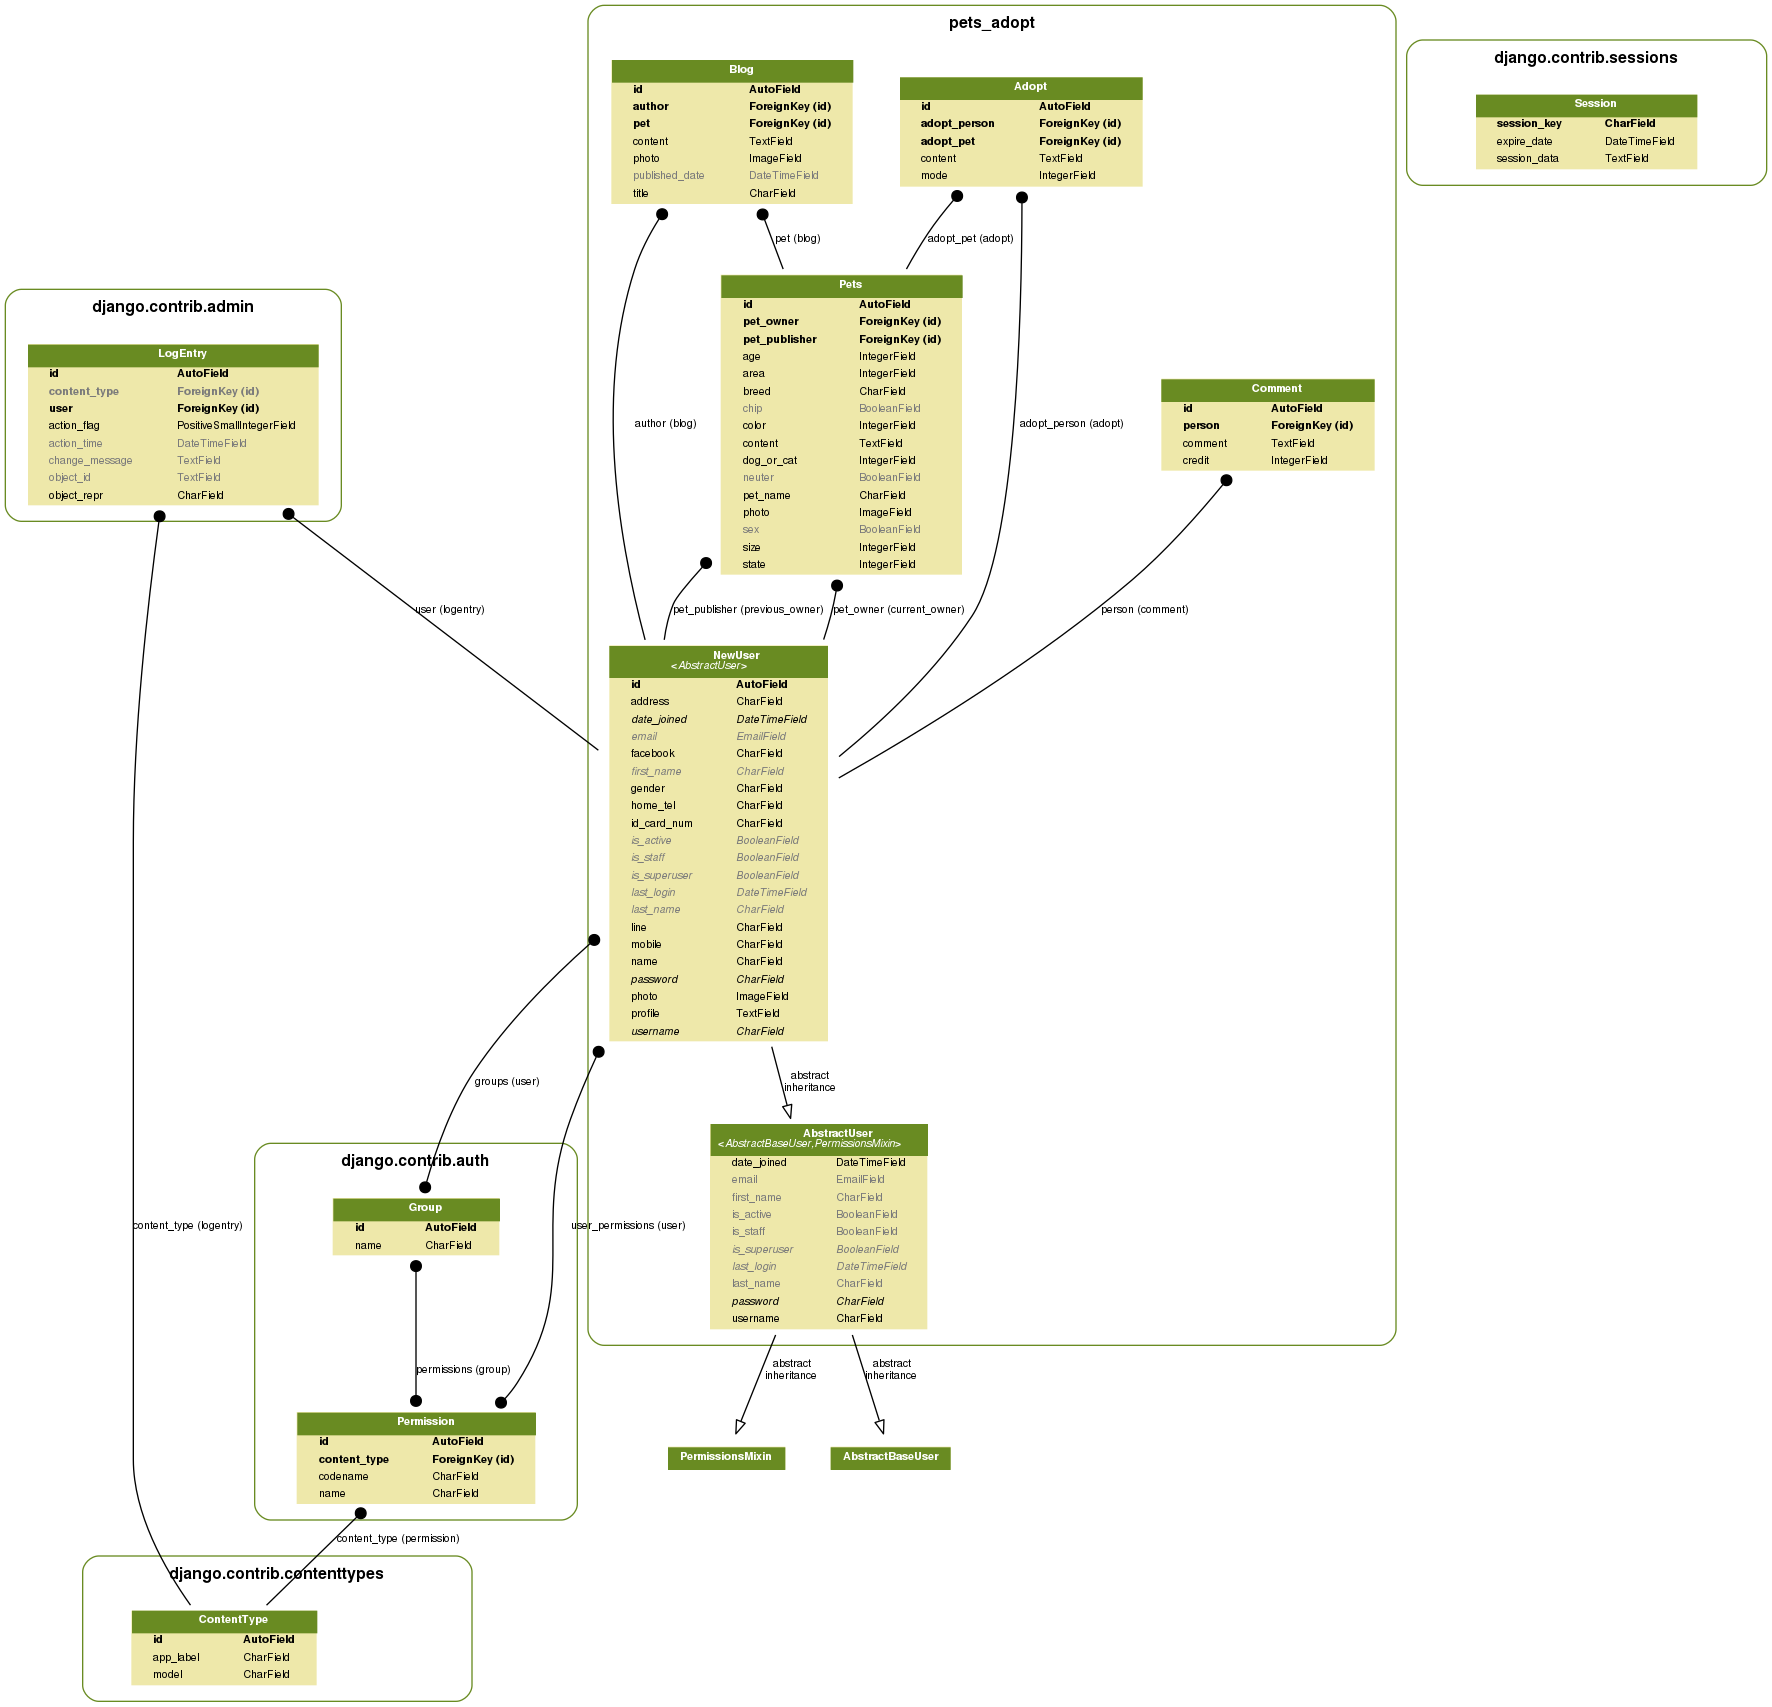 pets_adopt
Blog
id AutoField
author ForeignKey (id)
pet ForeignKey (id)
content TextField
photo ImageField
published_date DateTimeField
title CharField
Adopt
id AutoField
adopt_person ForeignKey (id)
adopt_pet ForeignKey (id)
content TextField
mode IntegerField
django.contrib.sessions
Session
session_key CharField
expire_date DateTimeField
session_data TextField
pet (blog)
adopt_pet (adopt)
Pets
id AutoField
pet_owner ForeignKey (id)
pet_publisher ForeignKey (id)
age IntegerField
area IntegerField
breed CharField
chip BooleanField
color IntegerField
content TextField
dog_or_cat IntegerField
neuter BooleanField
pet_name CharField
photo ImageField
sex BooleanField
size IntegerField
state IntegerField
django.contrib.admin
LogEntry
id AutoField
content_type ForeignKey (id)
user ForeignKey (id)
action_flag PositiveSmallIntegerField
action_time DateTimeField
change_message TextField
object_id TextField
object_repr CharField
author (blog)
adopt_person (adopt)
Comment
id AutoField
person ForeignKey (id)
comment TextField
credit IntegerField
user (logentry)
pet_publisher (previous_owner)
pet_owner (current_owner)
person (comment)
NewUser
<AbstractUser>
id AutoField
address CharField
date_joined DateTimeField
email EmailField
facebook CharField
first_name CharField
gender CharField
home_tel CharField
id_card_num CharField
is_active BooleanField
is_staff BooleanField
is_superuser BooleanField
last_login DateTimeField
last_name CharField
line CharField
mobile CharField
name CharField
password CharField
photo ImageField
profile TextField
username CharField
groups (user)
abstract
inheritance
AbstractUser
<AbstractBaseUser,PermissionsMixin>
date_joined DateTimeField
email EmailField
first_name CharField
is_active BooleanField
is_staff BooleanField
is_superuser BooleanField
last_login DateTimeField
last_name CharField
password CharField
username CharField
django.contrib.auth
Group
id AutoField
name CharField
content_type (logentry)
user_permissions (user)
permissions (group)
abstract
inheritance
abstract
inheritance
Permission
id AutoField
content_type ForeignKey (id)
codename CharField
name CharField
PermissionsMixin
AbstractBaseUser
content_type (permission)
django.contrib.contenttypes
ContentType
id AutoField
app_label CharField
model CharField